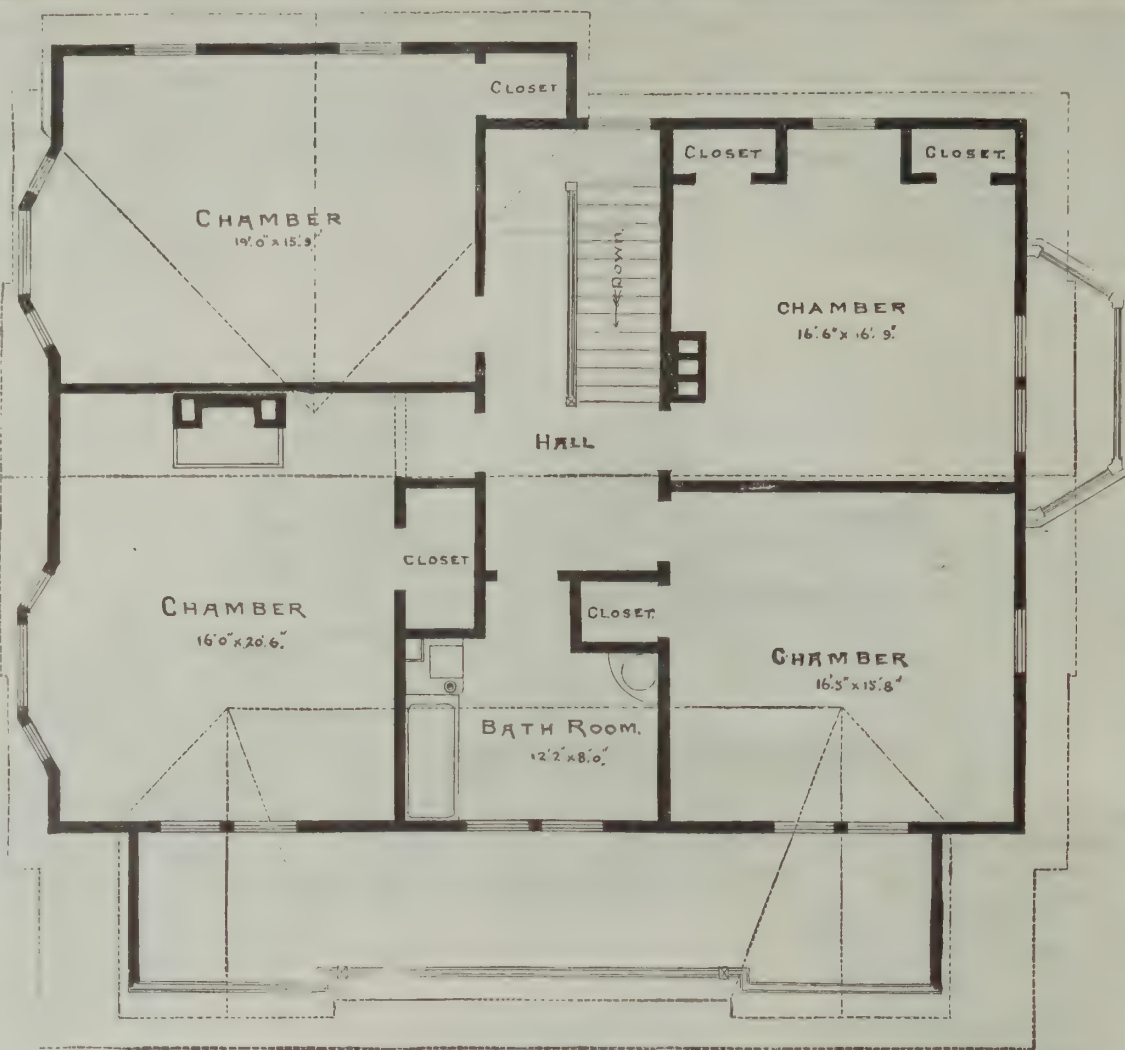 CLOSET
CLOSET
CLOSET.
CHAMBER
19'.0" x 15'.9"
DOWN.
CHAMBER
16'.6" x 16'.9"
HALL
CLOSET
CLOSET.
CHAMBER
16'0" x 20'.6"
CHAMBER
16'.5" x 15'.8"
BATH ROOM.
12'2" x 8'.0"